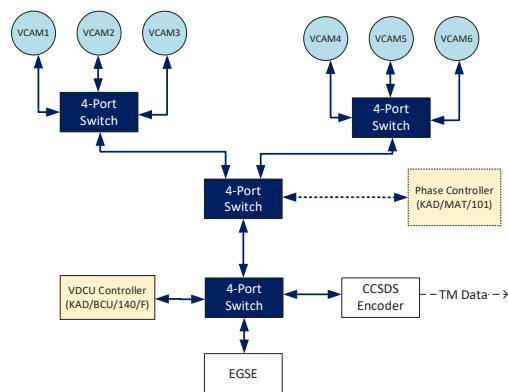 VCAM1
VCAM2
VCAM3
VCAM4
VCAM5
VCAM6
4-Port
Switch
4-Port
Switch
4-Port
Switch
Phase Controller
(KAD/MAT/101)
VDCU Controller
(KAD/BCU/140/F)
4-Port
Switch
CCSDS
Encoder
TM Data
EGSE